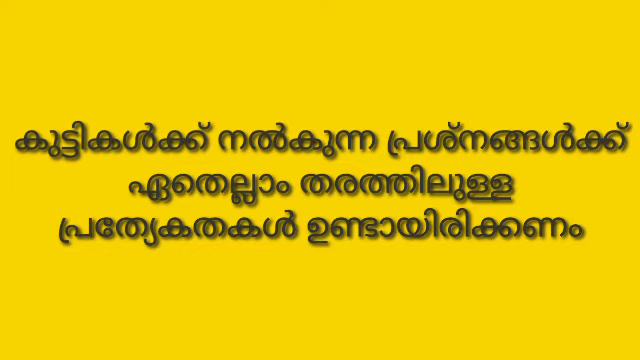 കുട്ടികൾക്ക് നൽകുന്ന പ്രശ്നങ്ങൾക്ക്
ഏതെല്ലാം തരത്തിലുള്ള
പ്രത്യേകതകൾ ഉണ്ടായിരിക്കണം